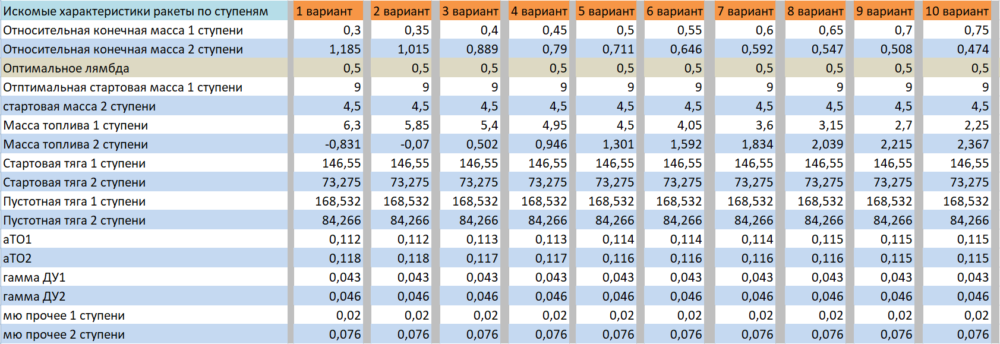 Искомые характеристики ракеты по ступеням 1 вариант 2 вариант 3 вариант 4 вариант 5 вариант 6 вариант 7 вариант 8 вариант 9 вариант 10 вариант
Относительная конечная масса 1 ступени 0,3 0,35 0,4 0,45 0,5 0,55 0,6 0,65 0,7 0,75
Относительная конечная масса 2 ступени 1,185 1,015 0,889 0,79 0,711 0,646 0,592 0,547 0,508 0,474
Оптимальное лямбда 0,5 0,5 0,5 0,5 0,5 0,5 0,5 0,5 0,5 0,5
Отптимальная стартовая масса 1 ступени 9 9 9 9 9 9 9 9 9 9
стартовая масса 2 ступени 4,5 4,5 4,5 4,5 4,5 4,5 4,5 4,5 4,5 4,5
Масса топлива 1 ступени 6,3 5,85 5,4 4,95 4,5 4,05 3,6 3,15 2,7 2,25
Масса топлива 2 ступени -0,831 -0,07 0,502 0,946 1,301 1,592 1,834 2,039 2,215 2,367
Стартовая тяга 1 ступени 146,55 146,55 146,55 146,55 146,55 146,55 146,55 146,55 146,55 146,55
Стартовая тяга 2 ступени 73,275 73,275 73,275 73,275 73,275 73,275 73,275 73,275 73,275 73,275
Пустотная тяга 1 ступени 168,532 168,532 168,532 168,532 168,532 168,532 168,532 168,532 168,532 168,532
Пустотная тяга 2 ступени 84,266 84,266 84,266 84,266 84,266 84,266 84,266 84,266 84,266 84,266
аТО1 0,112 0,112 0,113 0,113 0,114 0,114 0,114 0,115 0,115 0,115
аТО2 0,118 0,118 0,117 0,117 0,116 0,116 0,116 0,116 0,115 0,115
гамма ДУ1 0,043 0,043 0,043 0,043 0,043 0,043 0,043 0,043 0,043 0,043
гамма ДУ2 0,046 0,046 0,046 0,046 0,046 0,046 0,046 0,046 0,046 0,046
мю прочее 1 ступени 0,02 0,02 0,02 0,02 0,02 0,02 0,02 0,02 0,02 0,02
мю прочее 2 ступени 0,076 0,076 0,076 0,076 0,076 0,076 0,076 0,076 0,076 0,076